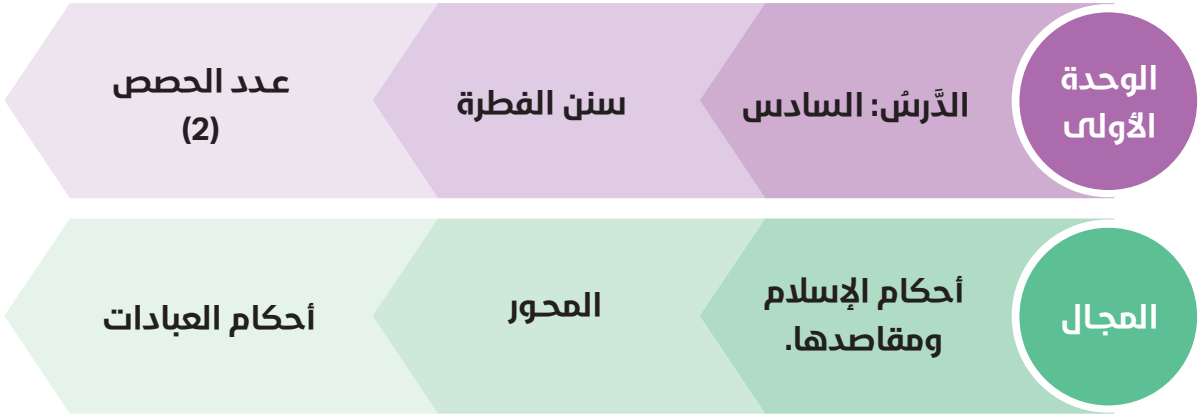 الوحدة
الأولى
الدَّرسُ: السادس
سنن الفطرة
عدد الحصص
(2)
المجال
أحكام الإسلام
ومقاصدها.
المحور
أحكام العبادات